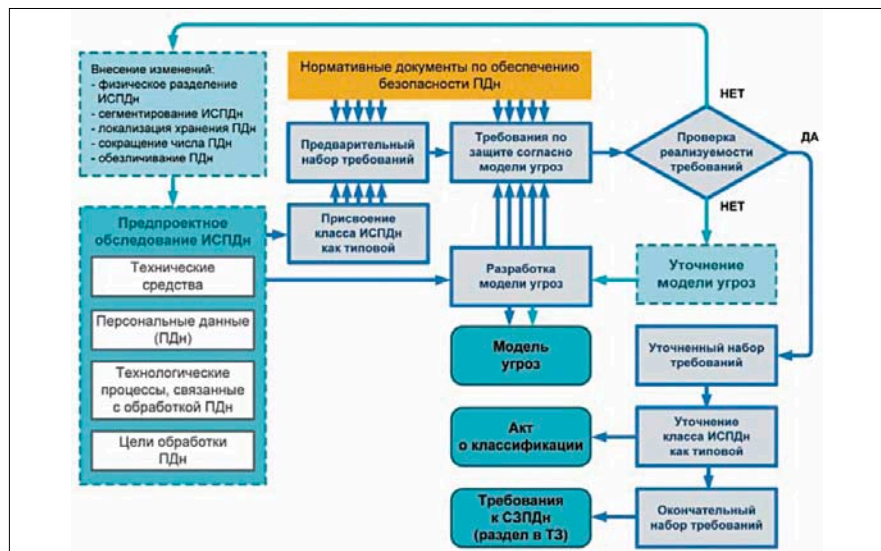 Внесение изменений:
- физическое разделение
ИСПДн
- сегментирование ИСПДн
- локализация хранения ПДн
- сокращение числа ПДн
- обезличивание ПДн
Нормативные документы по обеспечению
безопасности ПДн
НЕТ
Предварительный
набор требований
Требования по
защите согласно
модели угроз
Проверка
реализуемости
требований
ДА
НЕТ
Предпроектное
обследование ИСПДн
Технические
средства
Персональные данные
(ПДн)
Технологические
процессы, связанные
с обработкой ПДн
Цели обработки
ПДн
Присвоение
класса ИСПДн
как типовой
Разработка
модели угроз
Уточнение
модели угроз
Модель
угроз
Уточненный набор
требований
Акт
о классификации
Уточнение
класса ИСПДн
как типовой
Требования
к СЗПДн
(раздел в ТЗ)
Окончательный
набор требований